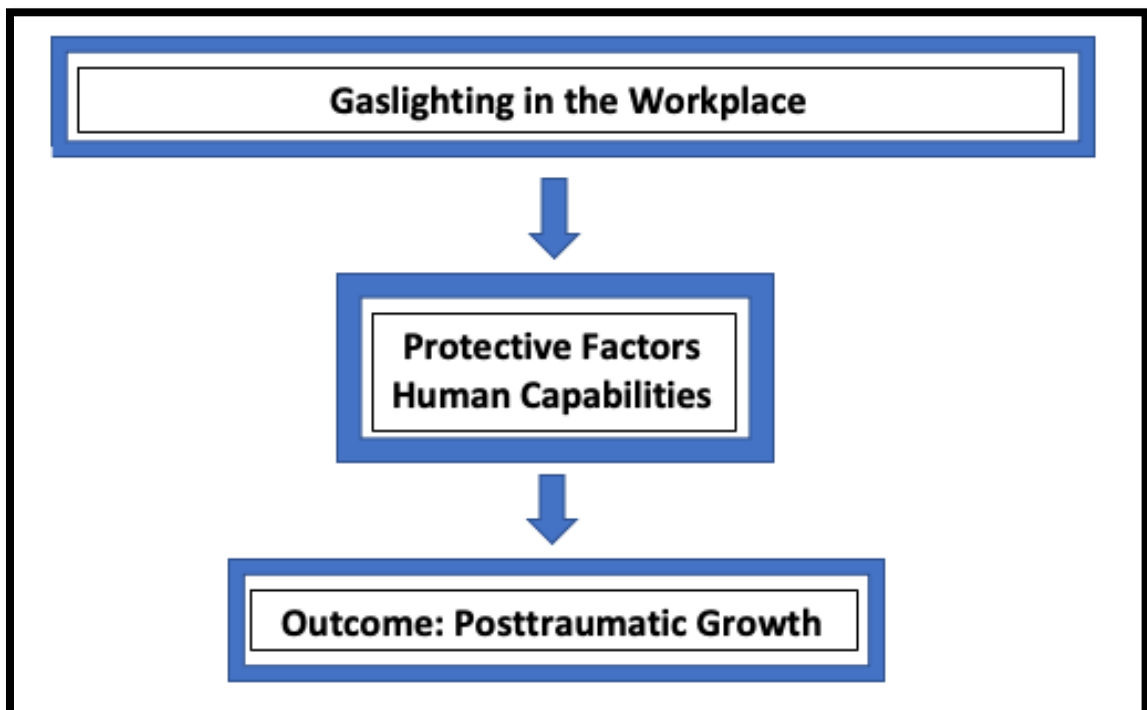 Gaslighting in the Workplace
Protective Factors
Human Capabilities
Outcome: Posttraumatic Growth